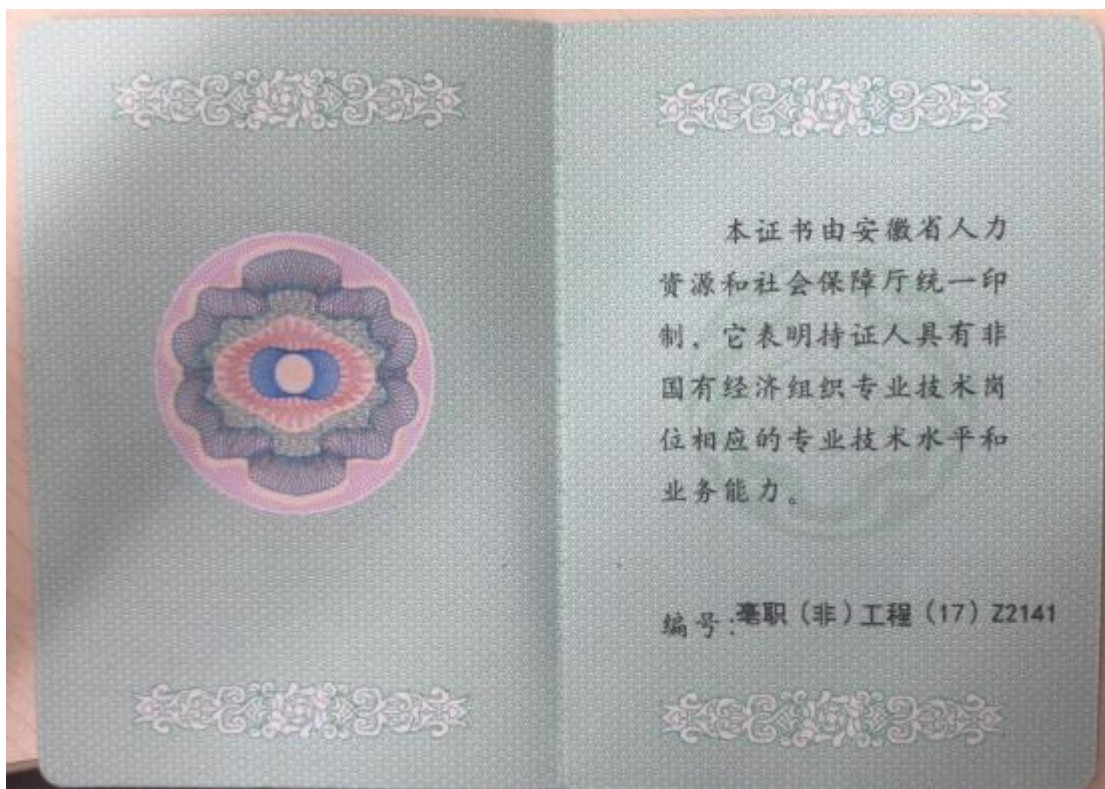 本证书由安徽省人力
资源和社会保障厅统一印
制，它表明持证人具有非
国有经济组织专业技术岗
位相应的专业技术水平和
业务能力。
编号:亳职（非）工程（17）Z2141